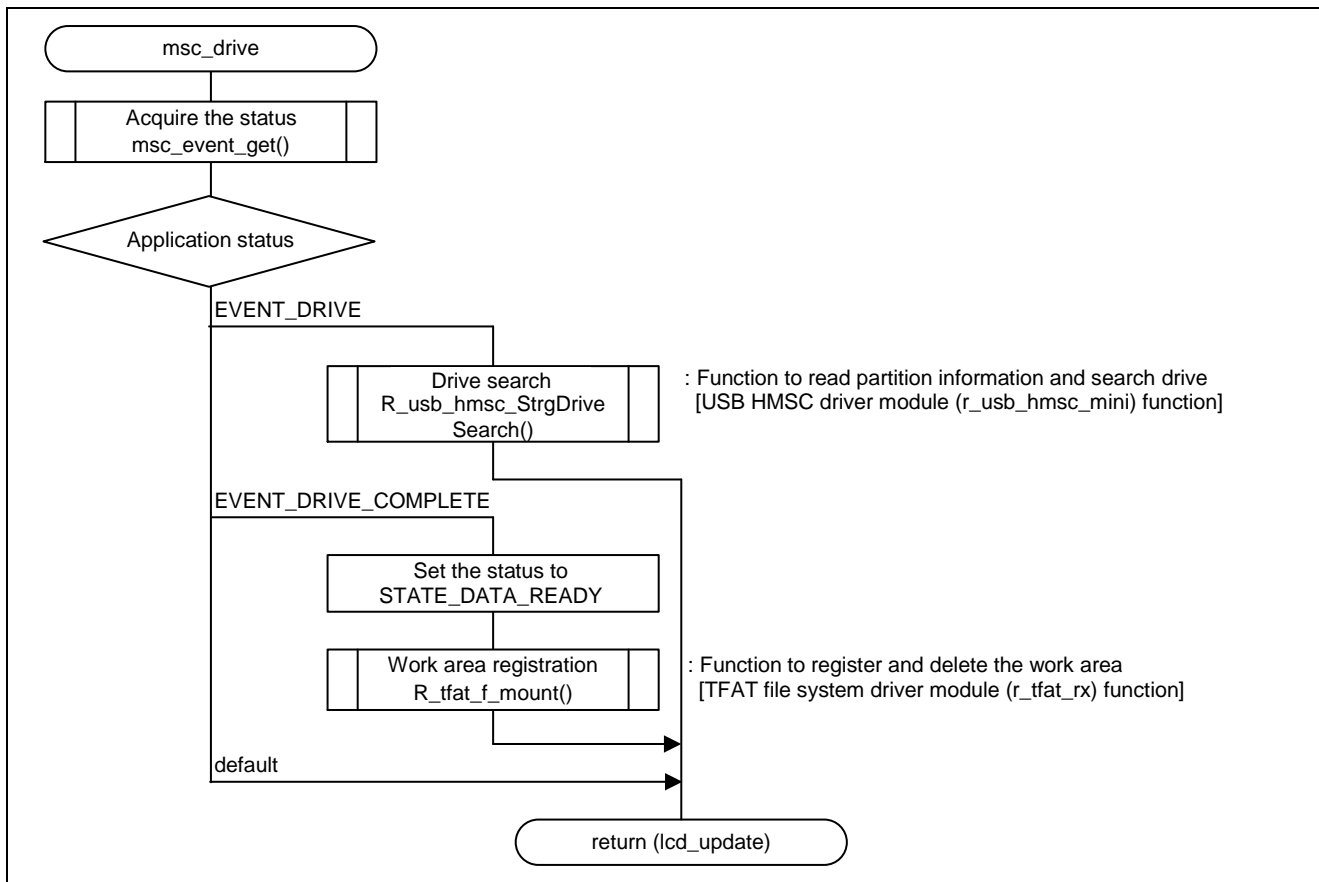 msc_drive
Acquire the status
msc_event_get()
Application status
EVENT_DRIVE
Drive search
R_usb_hmsc_StrgDrive
Search()
: Function to read partition information and search drive
[USB HMSC driver module (r_usb_hmsc_mini) function]
EVENT_DRIVE_COMPLETE
Set the status to
STATE_DATA_READY
Work area registration
R_tfat_f_mount()
: Function to register and delete the work area
[TFAT file system driver module (r_tfat_rx) function]
default
return (lcd_update)